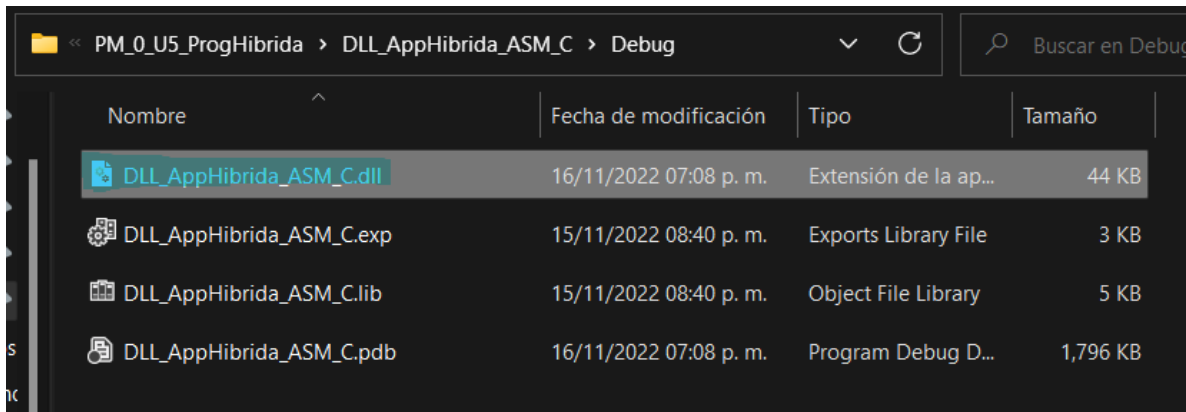 « PM_0_U5_ProgHibrida > DLL_AppHibrida_ASM_C > Debug Buscar en Debug
Nombre Fecha de modificación Tipo Tamaño
DLL_AppHibrida_ASM_C.dll 16/11/2022 07:08 p. m. Extensión de la ap... 44 KB
DLL_AppHibrida_ASM_C.exp 15/11/2022 08:40 p. m. Exports Library File 3 KB
DLL_AppHibrida_ASM_C.lib 15/11/2022 08:40 p. m. Object File Library 5 KB
DLL_AppHibrida_ASM_C.pdb 16/11/2022 07:08 p. m. Program Debug D... 1,796 KB